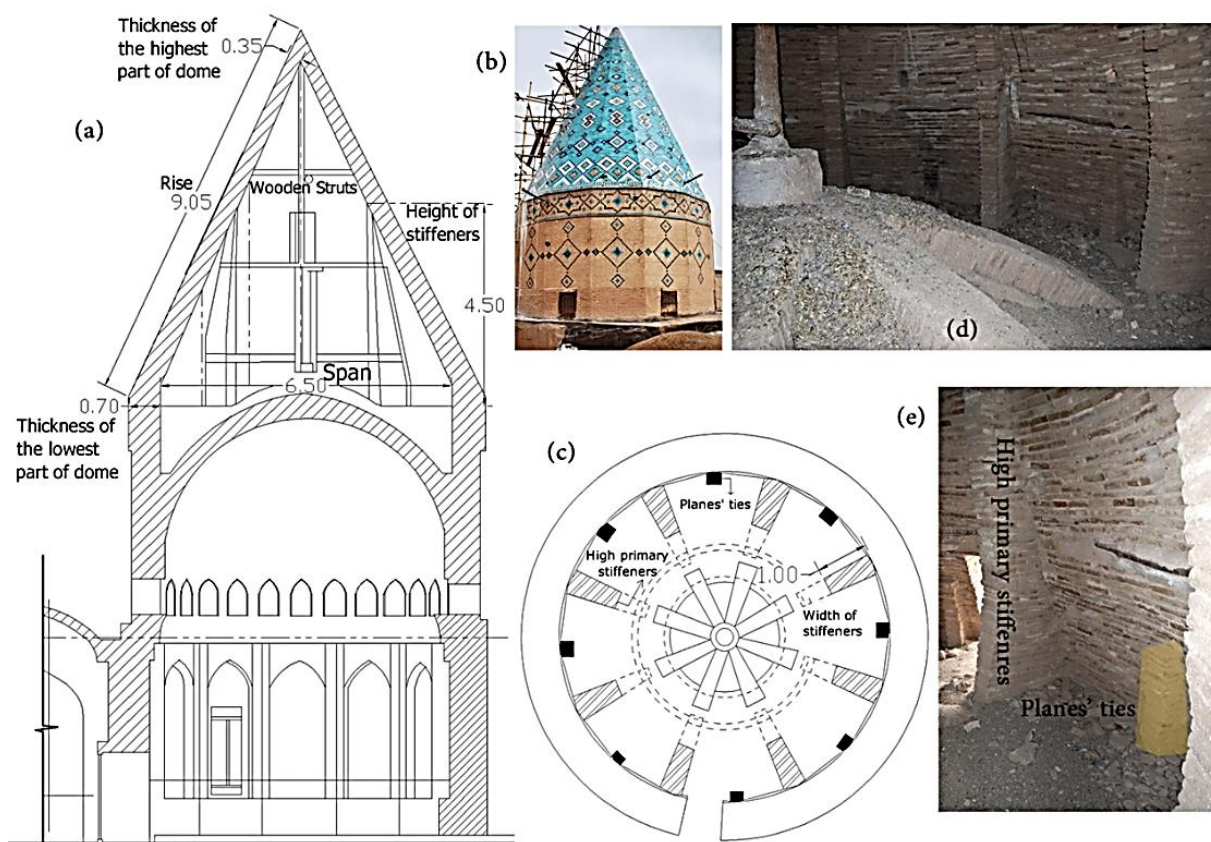 Thickness of
the highest
part of dome
0.35
(a)
Rise
9.05
Wooden Struts
Height of
stiffeners
4.50
Span
6.50
0.70
Thickness of
the lowest
part of dome
(b)
(d)
(c)
Planes' ties
High primary
stiffeners
1.00
Width of
stiffeners
(e)
High primary stiffenres
Planes' ties